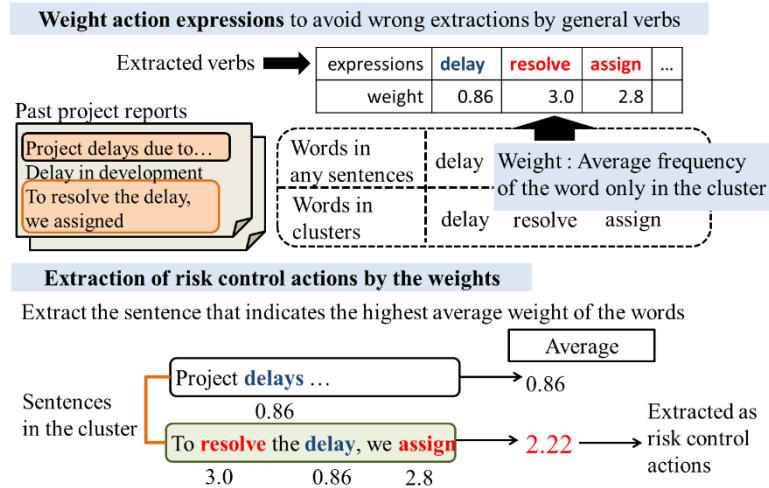 Weight action expressions to avoid wrong extractions by general verbs
Extracted verbs
expressions delay resolve assign ...
weight 0.86 3.0 2.8
Past project reports
Project delays due to…
Delay in development
To resolve the delay,
we assigned
Words in
any sentences
delay
Words in
clusters
delay resolve assign
Weight : Average frequency
of the word only in the cluster
Extraction of risk control actions by the weights
Extract the sentence that indicates the highest average weight of the words
Average
Sentences
in the cluster
Project delays …
0.86
0.86
To resolve the delay, we assign
3.0 0.86 2.8
2.22
Extracted as
risk control
actions